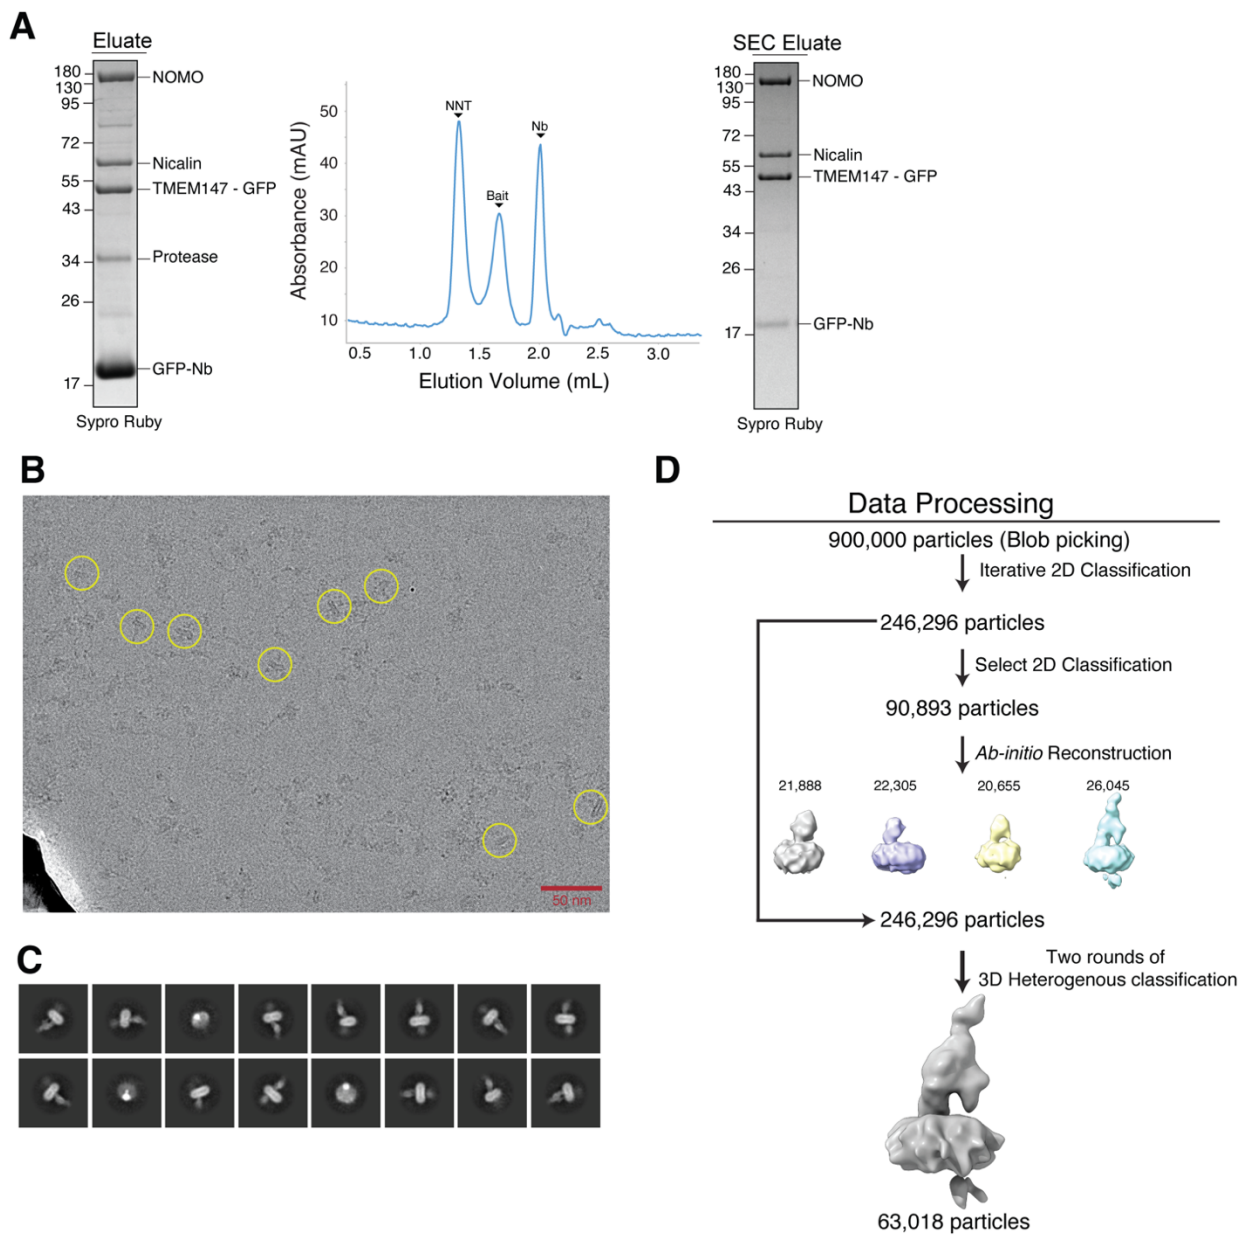 A
Eluate
180
130
95
72
55
43
34
26
17
NOMO
Nicalin
TMEM147 - GFP
Protease
GFP-Nb
Sypro Ruby
Absorbance (mAU)
50
40
30
20
10
NNT
Bait
Nb
0.5 1.0 1.5 2.0 2.5 3.0
Elution Volume (mL)
SEC Eluate
180
130
95
72
55
43
34
26
17
NOMO
Nicalin
TMEM147 - GFP
GFP-Nb
Sypro Ruby
B
50 nm
C
D
Data Processing
900,000 particles (Blob picking)
Iterative 2D Classification
246,296 particles
Select 2D Classification
90,893 particles
Ab-initio Reconstruction
21,888 22,305 20,655 26,045
246,296 particles
Two rounds of
3D Heterogenous classification
63,018 particles